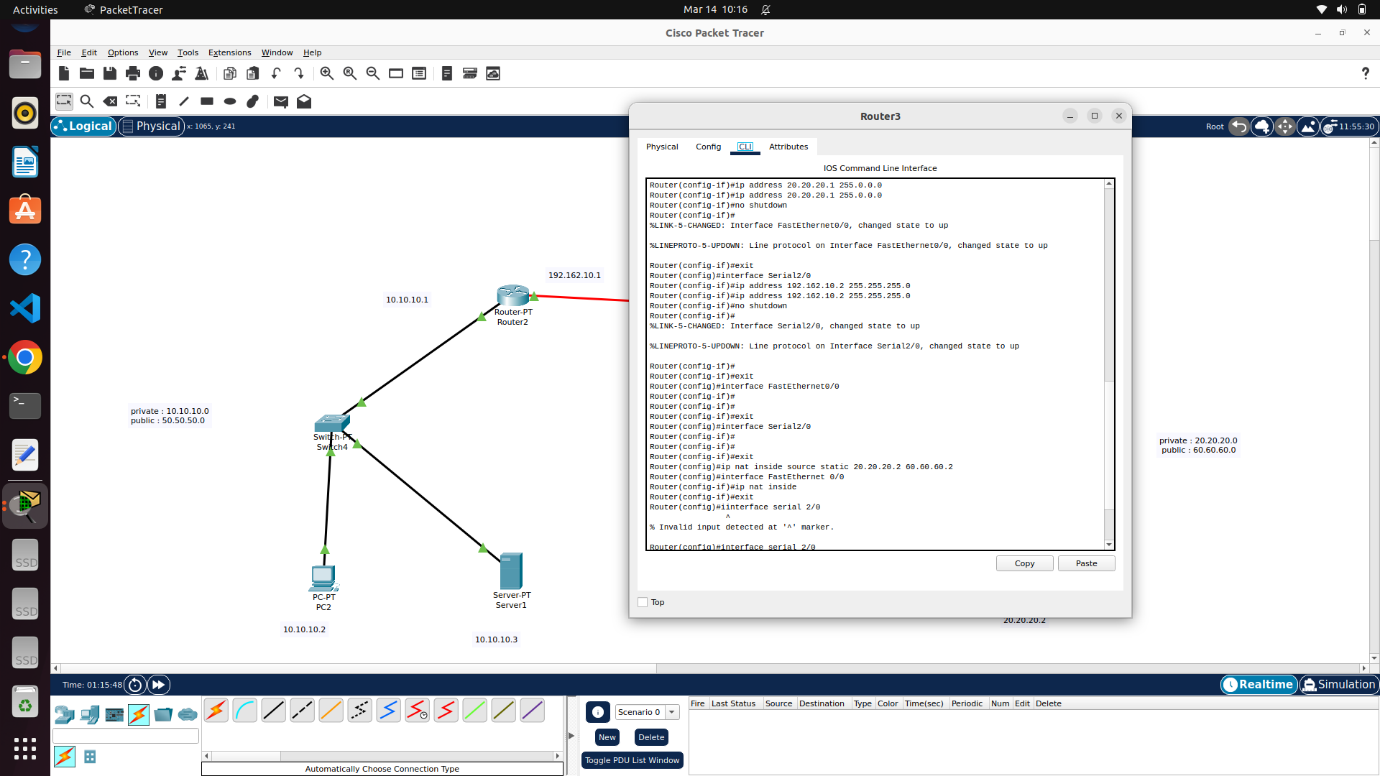 Activities
PacketTracer
Mar 14 10:16
Cisco Packet Tracer
File Edit Options View Tools Extensions Window Help
?
Logical
Physical
x: 1065, y: 241
Root
11:55:30
Router3
Physical Config CLI Attributes
IOS Command Line Interface
Router(config-if)#ip address 20.20.20.1 255.0.0.0
Router(config-if)#ip address 20.20.20.1 255.0.0.0
Router(config-if)#no shutdown
Router(config-if)#
%LINK-5-CHANGED: Interface FastEthernet0/0, changed state to up
%LINEPROTO-5-UPDOWN: Line protocol on Interface FastEthernet0/0, changed state to up
Router(config-if)#exit
Router(config)#interface Serial2/0
Router(config-if)#ip address 192.162.10.2 255.255.255.0
Router(config-if)#ip address 192.162.10.2 255.255.255.0
Router(config-if)#no shutdown
Router(config-if)#
%LINK-5-CHANGED: Interface Serial2/0, changed state to up
%LINEPROTO-5-UPDOWN: Line protocol on Interface Serial2/0, changed state to up
Router(config-if)#
Router(config-if)#exit
Router(config)#interface FastEthernet0/0
Router(config-if)#
Router(config-if)#
Router(config-if)#exit
Router(config)#interface Serial2/0
Router(config-if)#
Router(config-if)#
Router(config-if)#exit
Router(config)#ip nat inside source static 20.20.20.2 60.60.60.2
Router(config)#interface FastEthernet 0/0
Router(config-if)#ip nat inside
Router(config-if)#exit
Router(config)#iinterface serial 2/0
^
% Invalid input detected at '^' marker.
Router(config)#interface serial 2/0
Copy
Paste
Top
192.162.10.1
10.10.10.1
Router-PT
Router2
private : 10.10.10.0
public : 50.50.50.0
Switch-PT
Switch4
private : 20.20.20.0
public : 60.60.60.0
PC-PT
PC2
Server-PT
Server1
10.10.10.2
10.10.10.3
20.20.20.2
Time: 01:15:48
Realtime
Simulation
Scenario 0
New
Delete
Toggle PDU List Window
Fire Last Status Source Destination Type Color Time(sec) Periodic Num Edit Delete
Automatically Choose Connection Type
SSD
SSD
SSD